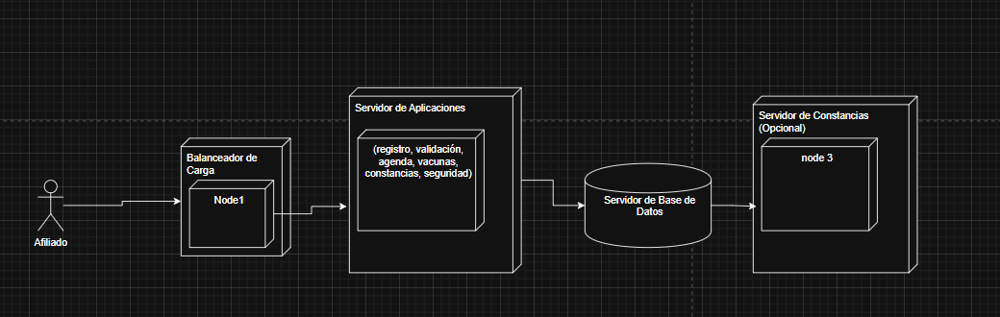 Afiliado
Balanceador de
Carga
Node1
Servidor de Aplicaciones
(registro, validación,
agenda, vacunas,
constancias, seguridad)
Servidor de Base de
Datos
Servidor de Constancias
(Opcional)
node 3